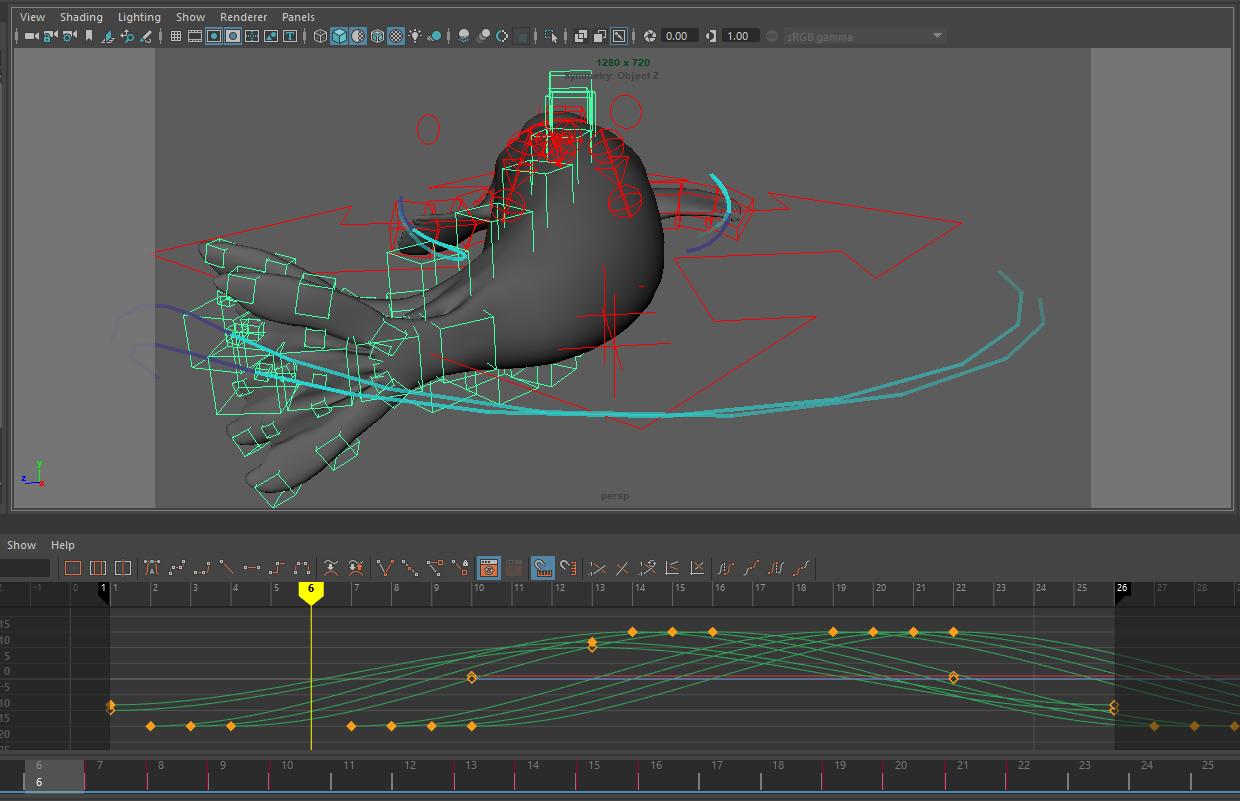 View Shading Lighting Show Renderer Panels
0.00 1.00 sRGB gamma
1280 x 720
Symmetry: Object Z
y
z x
persp
Show Help
-1 0 1 1 2 3 4 5 6 7 8 9 10 11 12 13 14 15 16 17 18 19 20 21 22 23 24 25 26 27 28
15
10
5
0
-5
10
15
20
25
6 7 8 9 10 11 12 13 14 15 16 17 18 19 20 21 22 23 24 25
6